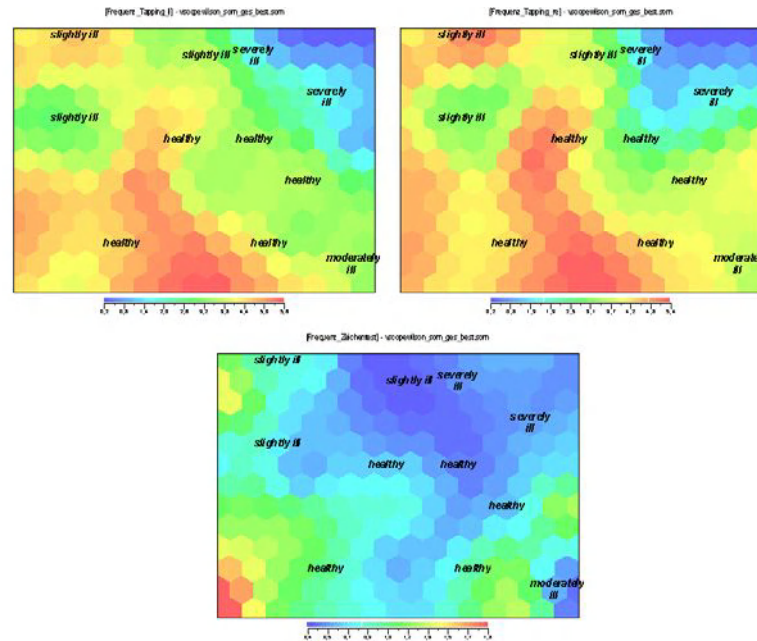 [Frequenz_Tapping_li] - vscopewilson_som_ges_best.som
slightly ill
slightly ill
severely
ill
severely
ill
slightly ill
healthy
healthy
healthy
healthy
healthy
moderately
ill
[Frequenz_Tapping_re] - vscopewilson_som_ges_best.som
slightly ill
slightly ill
severely
ill
severely
ill
slightly ill
healthy
healthy
healthy
healthy
healthy
moderately
ill
[Frequenz_Zeichentest] - vscopewilson_som_ges_best.som
slightly ill
slightly ill
severely
ill
severely
ill
slightly ill
healthy
healthy
healthy
healthy
healthy
moderately
ill